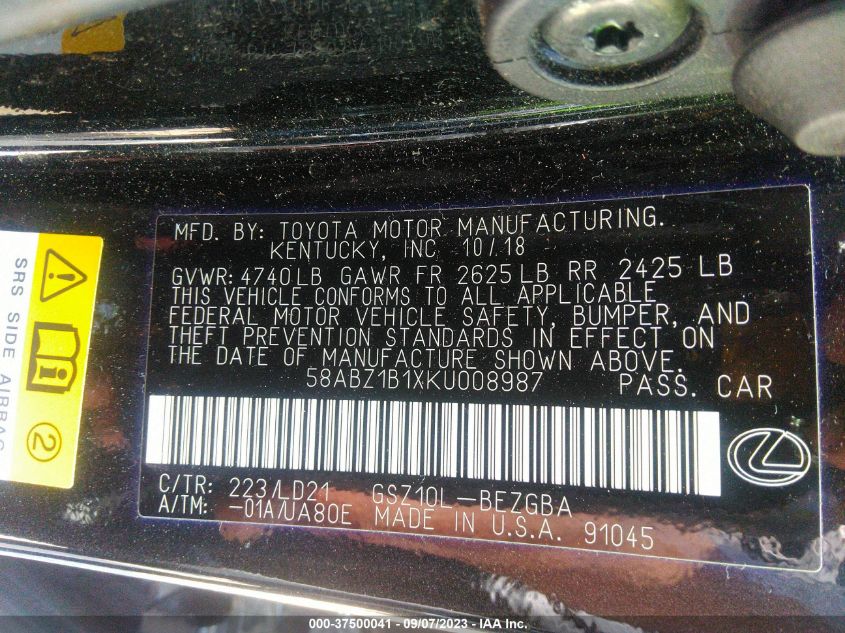 MFD. BY: TOYOTA MOTOR MANUFACTURING.
KENTUCKY, INC 10/18
GVWR: 4740LB GAWR FR 2625LB RR 2425 LB
THIS VEHICLE CONFORMS TO ALL APPLICABLE
FEDERAL MOTOR VEHICLE SAFETY, BUMPER, AND
THEFT PREVENTION STANDARDS IN EFFECT ON
THE DATE OF MANUFACTURE SHOWN ABOVE.
58ABZ1B1XKU008987 PASS. CAR
C/TR: 223/LD21 GSZ10L-BEZGBA
A/TM: -01A/UA80E MADE IN U.S.A. 91045
SRS SIDE AIRBAG
2
000-37500041 - 09/07/2023 - IAA Inc.